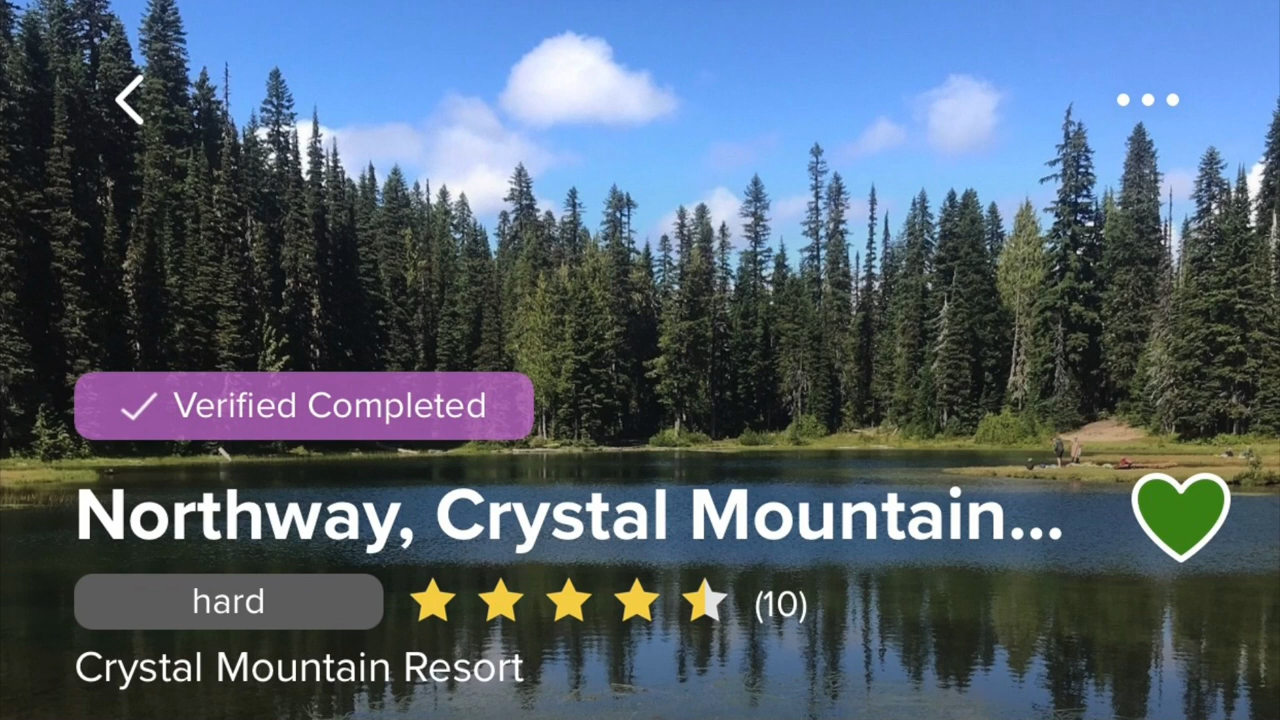 Verified Completed
Northway, Crystal Mountain...
hard (10)
Crystal Mountain Resort